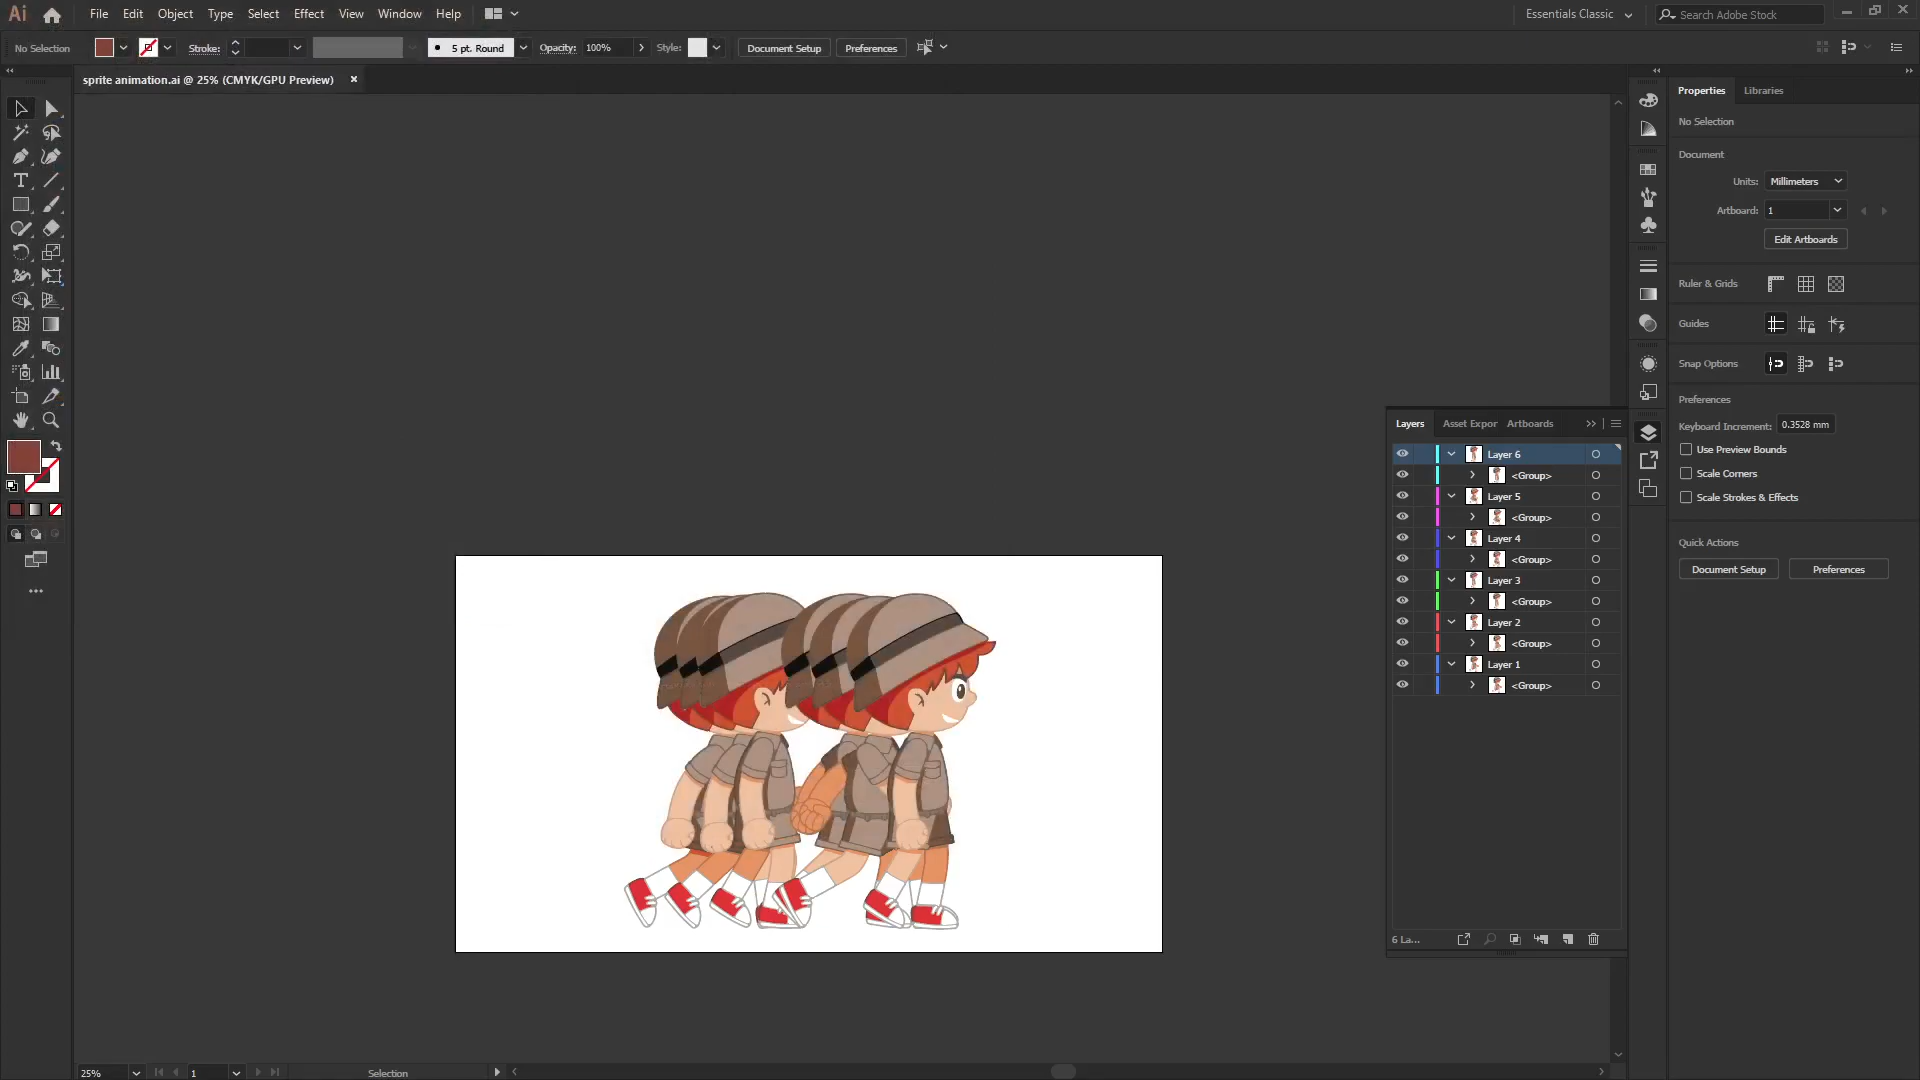 Ai File Edit Object Type Select Effect View Window Help Essentials Classic Search Adobe Stock
No Selection Stroke: 5 pt. Round Opacity: 100% Style: Document Setup Preferences
sprite animation.ai @ 25% (CMYK/GPU Preview)
Properties Libraries
No Selection
Document
Units: Millimeters
Artboard: 1
Edit Artboards
Ruler & Grids
Guides
Snap Options
Preferences
Keyboard Increment: 0.3528 mm
Use Preview Bounds
Scale Corners
Scale Strokes & Effects
Quick Actions
Document Setup Preferences
Layers Asset Expor Artboards
Layer 6
<Group>
Layer 5
<Group>
Layer 4
<Group>
Layer 3
<Group>
Layer 2
<Group>
Layer 1
<Group>
6 La...
25% 1 Selection